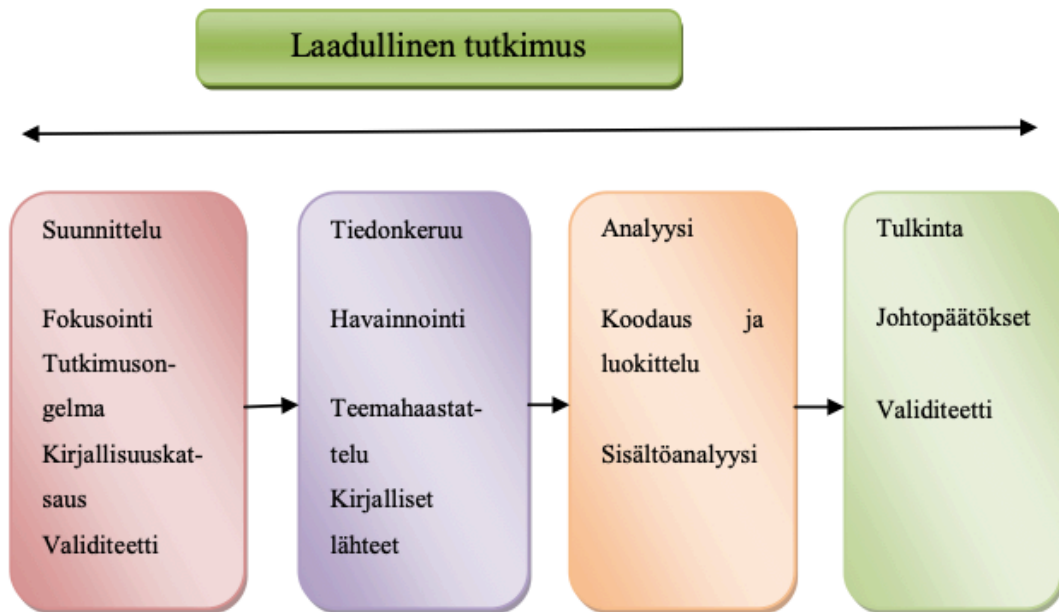 Laadullinen tutkimus
Suunnittelu
Fokusointi
Tutkimuson-
gelma
Kirjallisuuskat-
saus
Validiteetti
Tiedonkeruu
Havainnointi
Teemahaastat-
telu
Kirjalliset
lähteet
Analyysi
Koodaus ja
luokittelu
Sisältöanalyysi
Tulkinta
Johtopäätökset
Validiteetti